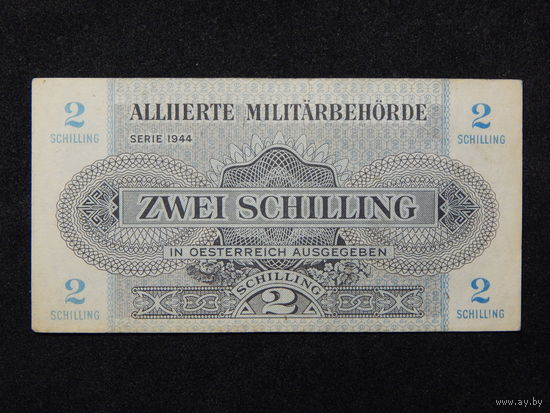 2 ALLIIERTE MILITÄRBEHÖRDE 2
SCHILLING SERIE 1944 SCHILLING
ZWEI SCHILLING
IN OESTERREICH AUSGEGEBEN
2 SCHILLING 2
SCHILLING 2 SCHILLING
www.ay.by